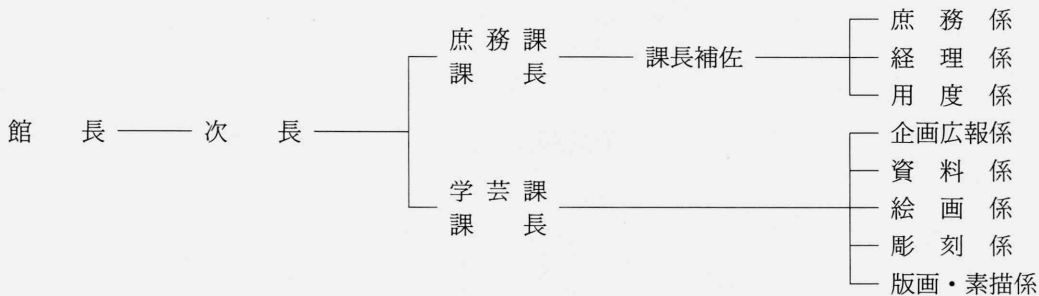 館長
次長
庶務課
課長
課長補佐
庶務係
経理係
用度係
学芸課
課長
企画広報係
資料係
絵画係
彫刻係
版画・素描係